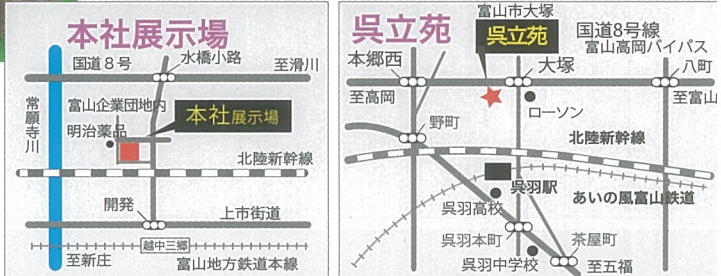 本社展示場
国道8号
水橋小路
至滑川
常願寺川
富山企業団地内
本社展示場
明治薬品
北陸新幹線
開発
上市街道
越中三郷
至新庄
富山地方鉄道本線
呉立苑
富山市大塚
呉立苑
国道8号線
富山高岡バイパス
本郷西
大塚
八町
至高岡
ローソン
至富山
野町
北陸新幹線
呉羽駅
あいの風富山鉄道
呉羽高校
呉羽本町
茶屋町
呉羽中学校
至五福